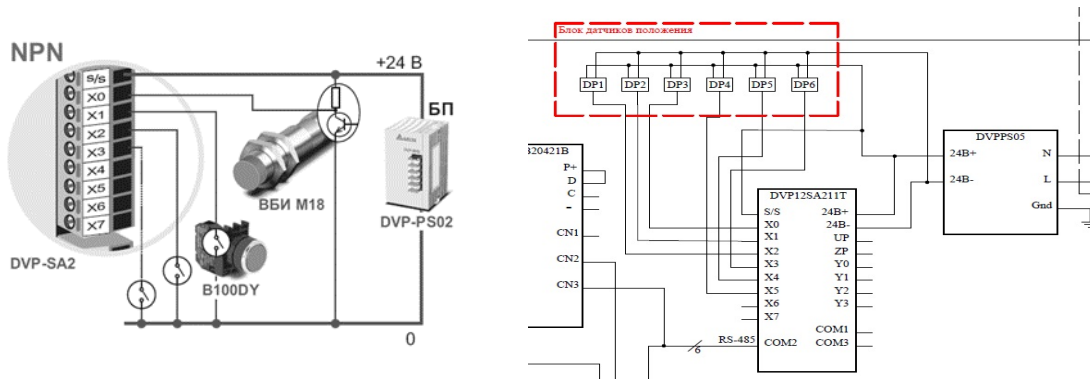 NPN
+24 В
S/S
X0
X1
X2
X3
X4
X5
X6
X7
БП
DVP-PS02
ВБИ М18
B100DY
DVP-SA2
0
Блок датчиков положения
DP1
DP2
DP3
DP4
DP5
DP6
B20421B
P+
D
C
-
CN1
CN2
CN3
RS-485
6
DVP12SA211T
S/S
24В+
X0
24В-
X1
UP
X2
ZP
X3
Y0
X4
Y1
X5
Y2
X6
Y3
X7
COM1
COM2
COM3
DVPPS05
24В+
N
24В-
L
Gnd